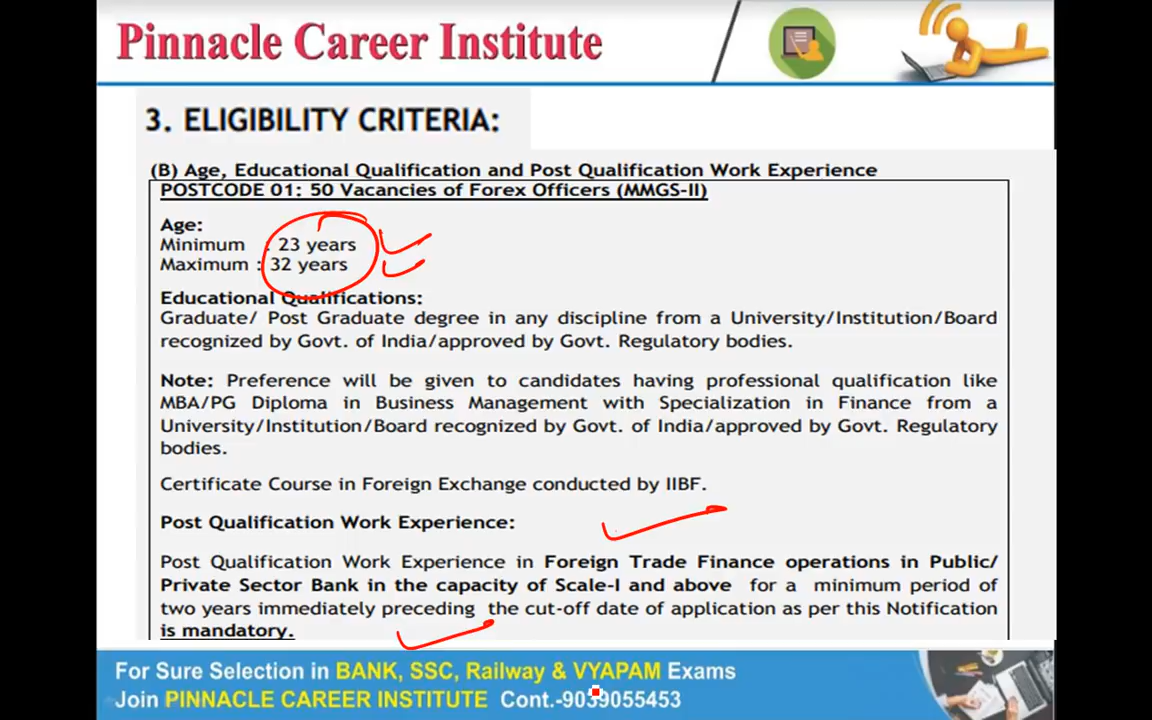 Pinnacle Career Institute
3. ELIGIBILITY CRITERIA:
(B) Age, Educational Qualification and Post Qualification Work Experience
POSTCODE 01: 50 Vacancies of Forex Officers (MMGS-II)
Age:
Minimum : 23 years
Maximum : 32 years
Educational Qualifications:
Graduate/ Post Graduate degree in any discipline from a University/Institution/Board
recognized by Govt. of India/approved by Govt. Regulatory bodies.
Note: Preference will be given to candidates having professional qualification like
MBA/PG Diploma in Business Management with Specialization in Finance from a
University/Institution/Board recognized by Govt. of India/approved by Govt. Regulatory
bodies.
Certificate Course in Foreign Exchange conducted by IIBF.
Post Qualification Work Experience:
Post Qualification Work Experience in Foreign Trade Finance operations in Public/
Private Sector Bank in the capacity of Scale-I and above for a minimum period of
two years immediately preceding the cut-off date of application as per this Notification
is mandatory.
For Sure Selection in BANK, SSC, Railway & VYAPAM Exams
Join PINNACLE CAREER INSTITUTE Cont.-9039055453